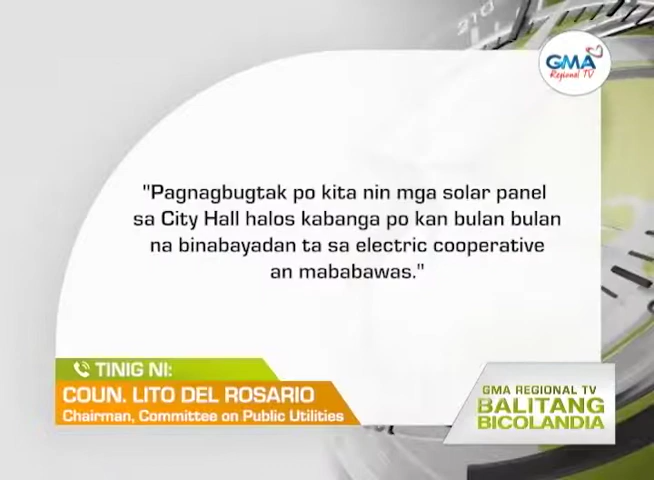 210
GMA
Regional TV
"Pagnagbugtak po kita nin mga solar panel
sa City Hall halos kabanga po kan bulan bulan
na binabayadan ta sa electric cooperative
an mababawas."
TINIG NI:
COUN. LITO DEL ROSARIO
Chairman, Committee on Public Utilities
GMA REGIONAL TV
BALITANG
BICOLANDIA